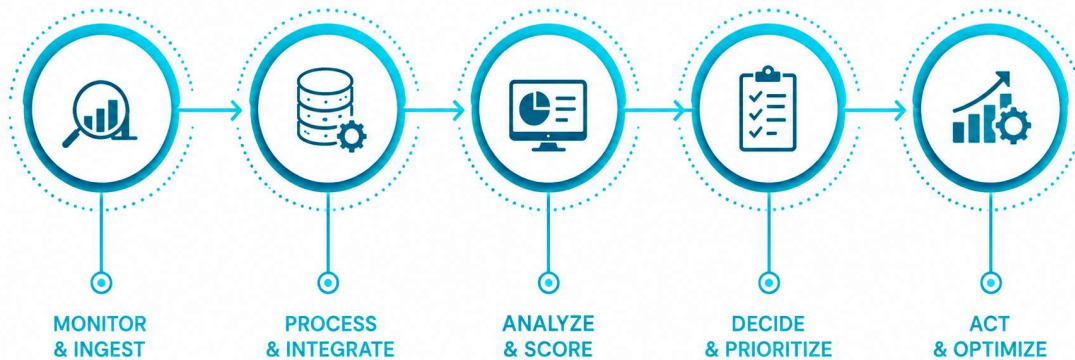 MONITOR
& INGEST
PROCESS
& INTEGRATE
ANALYZE
& SCORE
DECIDE
& PRIORITIZE
ACT
& OPTIMIZE